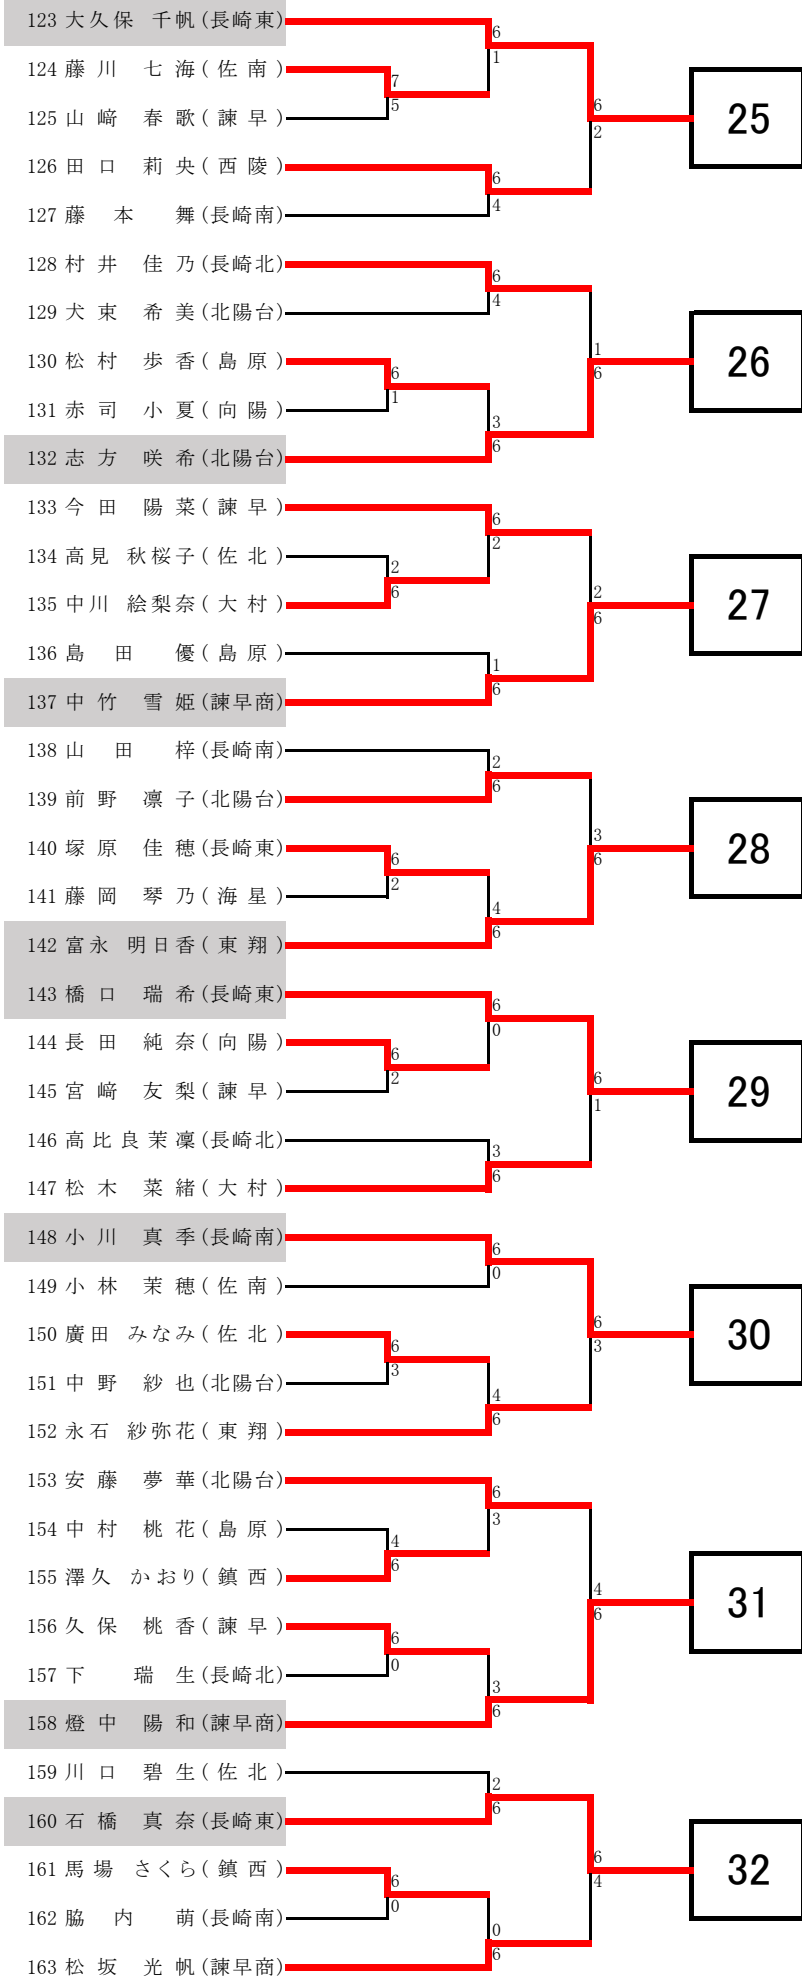 123 大久保 千帆(長崎東)
6
1
124 藤川 七海(佐南)
7
5
125 山﨑 春歌(諫早)
6
2
25
126 田口 莉央(西陵)
6
4
127 藤本 舞(長崎南)
128 村井 佳乃(長崎北)
6
4
129 犬束 希美(北陽台)
130 松村 歩香(島原)
6
1
1
6
26
131 赤司 小夏(向陽)
3
6
132 志方 咲希(北陽台)
133 今田 陽菜(諫早)
6
2
134 高見 秋桜子(佐北)
2
6
135 中川 絵梨奈(大村)
2
6
27
136 島田 優(島原)
1
6
137 中竹 雪姫(諫早商)
138 山田 梓(長崎南)
2
6
139 前野 凛子(北陽台)
140 塚原 佳穂(長崎東)
6
2
3
6
28
141 藤岡 琴乃(海星)
4
6
142 富永 明日香(東翔)
143 橋口 瑞希(長崎東)
6
0
144 長田 純奈(向陽)
6
2
145 宮﨑 友梨(諫早)
6
1
29
146 高比良茉凜(長崎北)
3
6
147 松木 菜緒(大村)
148 小川 真季(長崎南)
6
0
149 小林 茉穂(佐南)
150 廣田 みなみ(佐北)
6
3
6
3
30
151 中野 紗也(北陽台)
4
6
152 永石 紗弥花(東翔)
153 安藤 夢華(北陽台)
6
3
154 中村 桃花(島原)
4
6
155 澤久 かおり(鎮西)
4
6
31
156 久保 桃香(諫早)
6
0
157 下 瑞生(長崎北)
3
6
158 燈中 陽和(諫早商)
159 川口 碧生(佐北)
2
6
160 石橋 真奈(長崎東)
161 馬場 さくら(鎮西)
6
0
6
4
32
162 脇内 萌(長崎南)
0
6
163 松坂 光帆(諫早商)